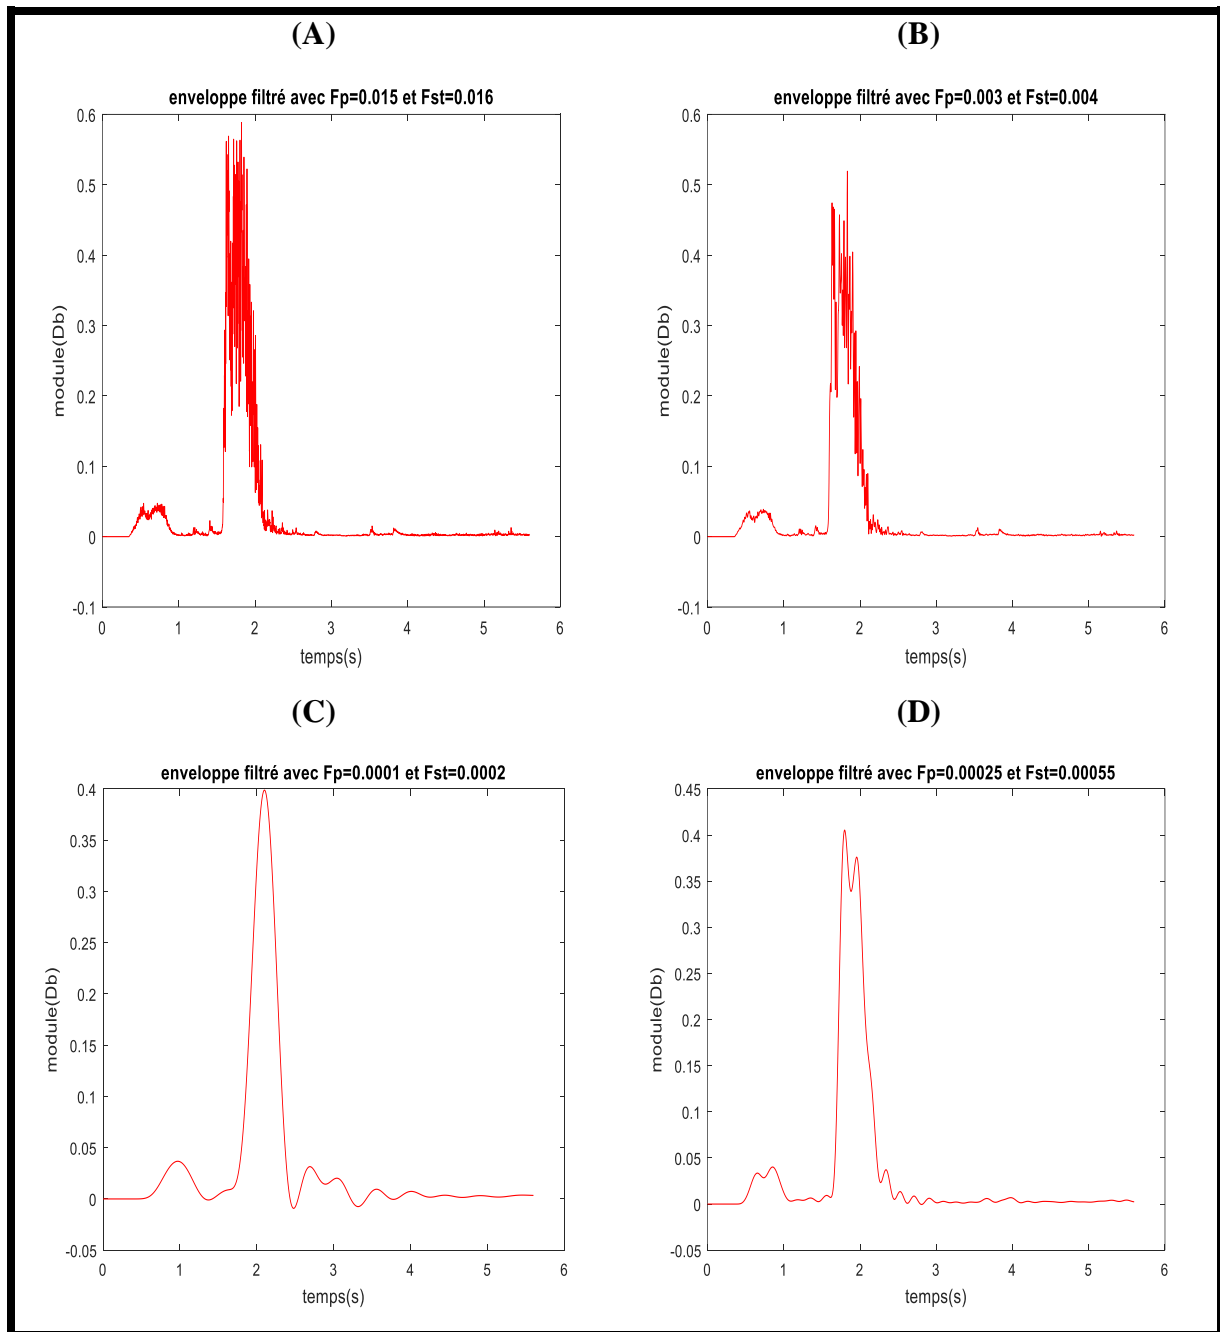 (A)
enveloppe filtré avec Fp=0.015 et Fst=0.016
0.6
0.5
0.4
0.3
0.2
0.1
0
-0.1
module(Db)
0 1 2 3 4 5 6
temps(s)
(B)
enveloppe filtré avec Fp=0.003 et Fst=0.004
0.6
0.5
0.4
0.3
0.2
0.1
0
-0.1
module(Db)
0 1 2 3 4 5 6
temps(s)
(C)
enveloppe filtré avec Fp=0.0001 et Fst=0.0002
0.4
0.35
0.3
0.25
0.2
0.15
0.1
0.05
0
-0.05
module(Db)
0 1 2 3 4 5 6
temps(s)
(D)
enveloppe filtré avec Fp=0.00025 et Fst=0.00055
0.45
0.4
0.35
0.3
0.25
0.2
0.15
0.1
0.05
0
-0.05
module(Db)
0 1 2 3 4 5 6
temps(s)